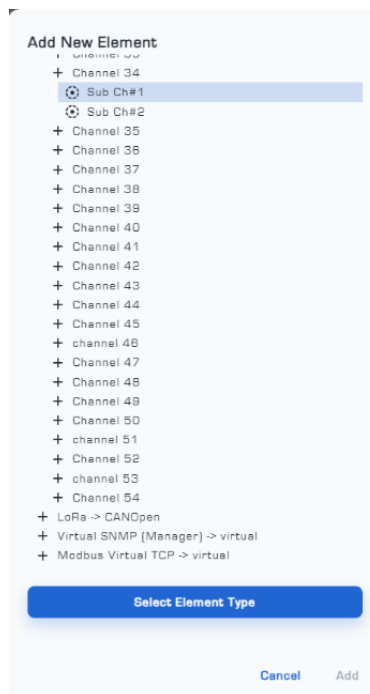 Add New Element
Channel 34
Sub Ch#1
Sub Ch#2
Channel 35
Channel 36
Channel 37
Channel 38
Channel 39
Channel 40
Channel 41
Channel 42
Channel 43
Channel 44
Channel 45
channel 46
Channel 47
Channel 48
Channel 49
Channel 50
channel 51
Channel 52
channel 53
Channel 54
LoRa -> CANOpen
Virtual SNMP (Manager) -> virtual
Modbus Virtual TCP -> virtual
Select Element Type
Cancel Add